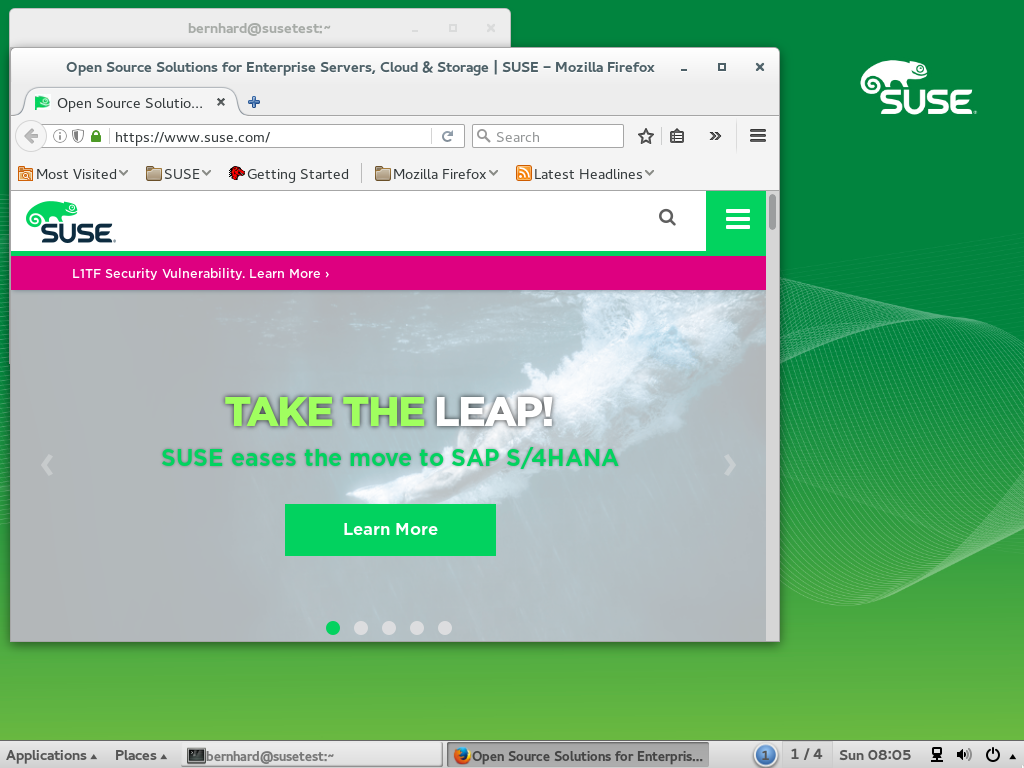 bernhard@susetest:~
Open Source Solutions for Enterprise Servers, Cloud & Storage | SUSE – Mozilla Firefox
SUSE
Open Source Solutio...
https://www.suse.com/
Search
Most Visited
SUSE
Getting Started
Mozilla Firefox
Latest Headlines
SUSE
L1TF Security Vulnerability. Learn More ›
TAKE THE LEAP!
SUSE eases the move to SAP S/4HANA
Learn More
Applications
Places
bernhard@susetest:~
Open Source Solutions for Enterpris...
1
1 / 4
Sun 08:05